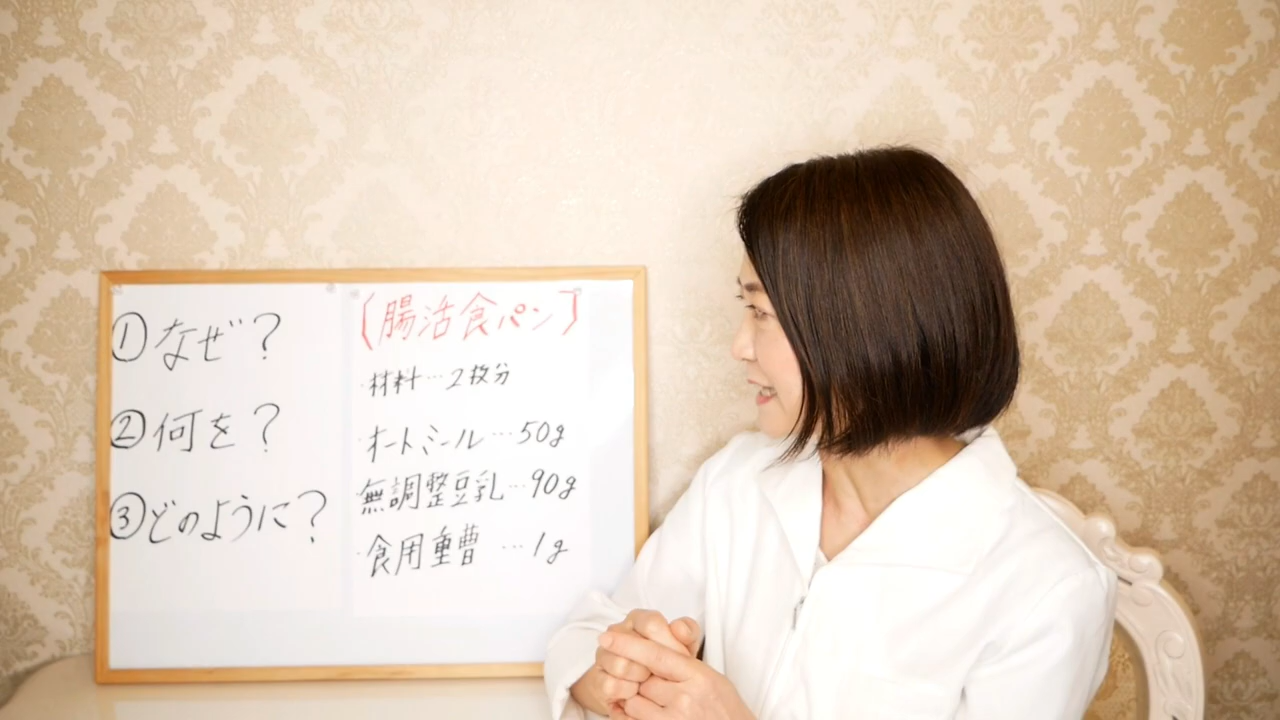 ①なぜ?
②何を?
③どのように?
【腸活食パン】
・材料…2枚分
・オートミール…50g
・無調整豆乳…90g
・食用重曹…1g